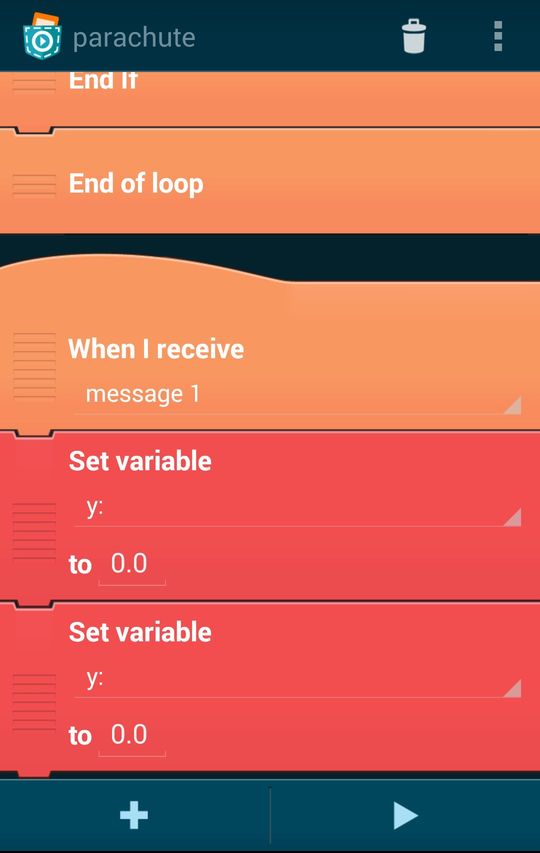 parachute
End If
End of loop
When I receive
message 1
Set variable
y:
to 0.0
Set variable
y:
to 0.0